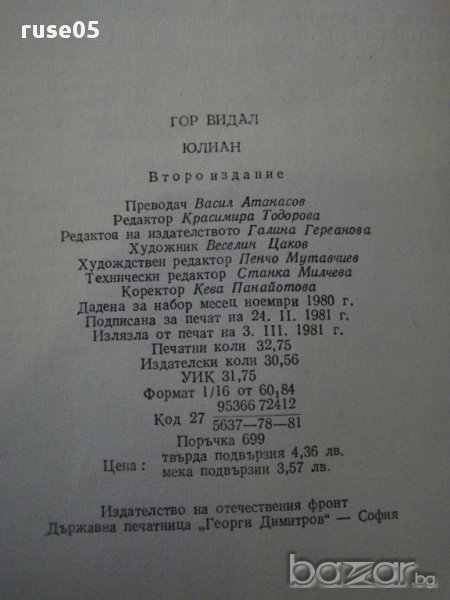 ruse05
ГОР ВИДАЛ
ЮЛИАН
Второ издание
Преводач Васил Атанасов
Редактор Красимира Тодорова
Редактор на издателството Галина Герганова
Художник Веселин Цаков
Художествен редактор Пенчо Мутавчиев
Технически редактор Станка Милчева
Коректор Кева Панайотова
Дадена за набор месец ноември 1980 г.
Подписана за печат на 24. II. 1981 г.
Излязла от печат на 3. III. 1981 г.
Печатни коли 32,75
Издателски коли 30,56
УИК 31,75
Формат 1/16 от 60/84
Код 27 95366 72412
5637—78—81
Поръчка 699
Цена: твърда подвързия 4,36 лв.
мека подвързия 3,57 лв.
Издателство на отечествения фронт
Държавна печатница „Георги Димитров" — София
bazar.bg